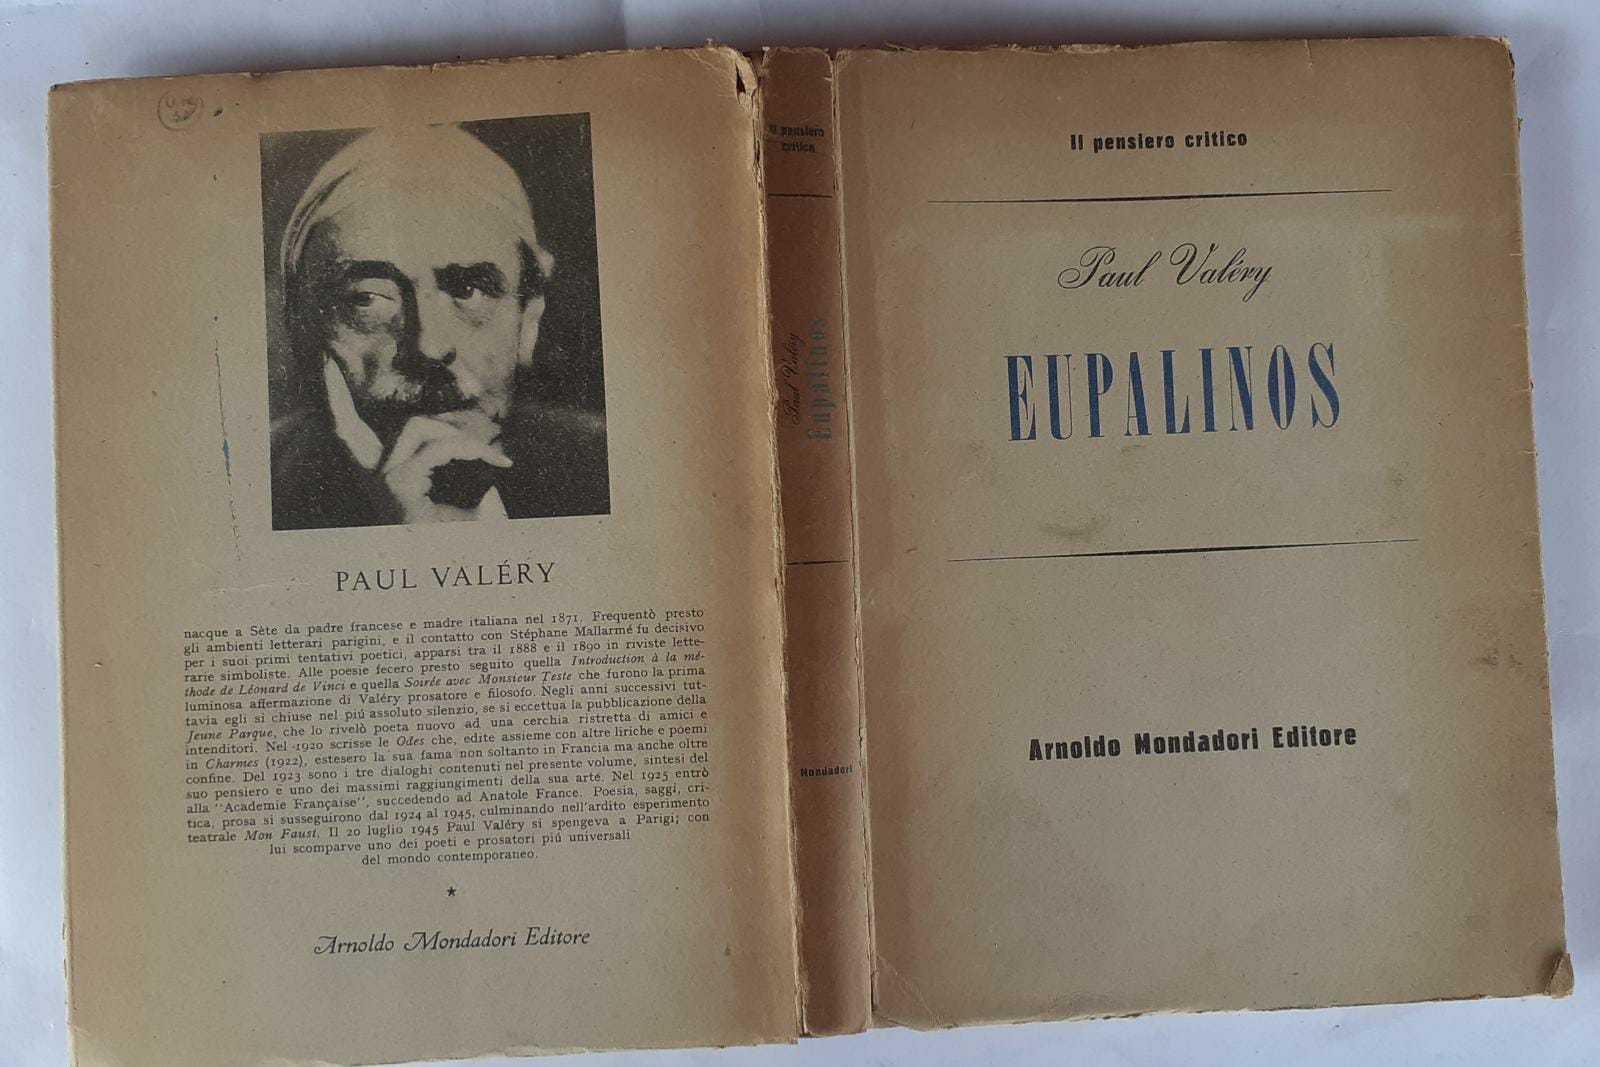 PAUL VALÉRY
nacque a Sète da padre francese e madre italiana nel 1871. Frequentò presto
gli ambienti letterari parigini, e il contatto con Stéphane Mallarmé fu decisivo
per i suoi primi tentativi poetici, apparsi tra il 1888 e il 1890 in riviste lette-
rarie simboliste. Alle poesie fecero presto seguito quella Introduction à la mé-
thode de Léonard de Vinci e quella Soirée avec Monsieur Teste che furono la prima
luminosa affermazione di Valéry prosatore e filosofo. Negli anni successivi tut-
tavia egli si chiuse nel piú assoluto silenzio, se si eccettua la pubblicazione della
Jeune Parque, che lo rivelò poeta nuovo ad una cerchia ristretta di amici e
intenditori. Nel 1920 scrisse le Odes che, edite assieme con altre liriche e poemi
in Charmes (1922), estesero la sua fama non soltanto in Francia ma anche oltre
confine. Del 1923 sono i tre dialoghi contenuti nel presente volume, sintesi del
suo pensiero e uno dei massimi raggiungimenti della sua arte. Nel 1925 entrò
alla "Academie Française", succedendo ad Anatole France. Poesia, saggi, cri-
tica, prosa si susseguirono dal 1924 al 1945, culminando nell'ardito esperimento
teatrale Mon Faust. Il 20 luglio 1945 Paul Valéry si spengeva a Parigi; con
lui scomparve uno dei poeti e prosatori piú universali
del mondo contemporaneo.
Arnoldo Mondadori Editore
Il pensiero
critico
Paul Valéry
Eupalinos
Mondadori
Il pensiero critico
Paul Valéry
EUPALINOS
Arnoldo Mondadori Editore